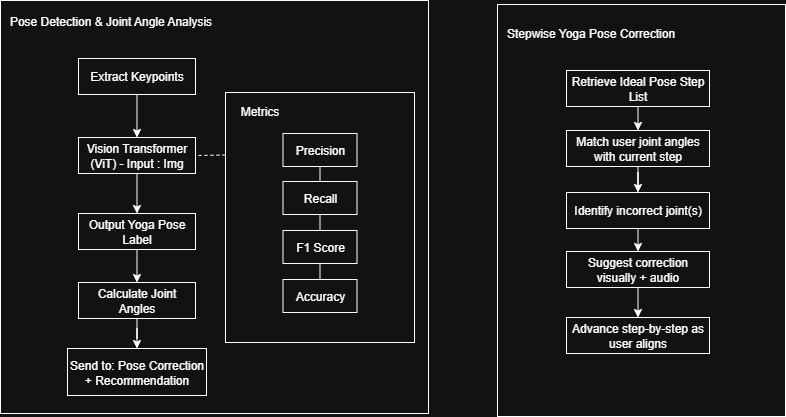 Pose Detection & Joint Angle Analysis
Extract Keypoints
Vision Transformer
(ViT) - Input : Img
Output Yoga Pose
Label
Calculate Joint
Angles
Send to: Pose Correction
+ Recommendation
Metrics
Precision
Recall
F1 Score
Accuracy
Stepwise Yoga Pose Correction
Retrieve Ideal Pose Step
List
Match user joint angles
with current step
Identify incorrect joint(s)
Suggest correction
visually + audio
Advance step-by-step as
user aligns